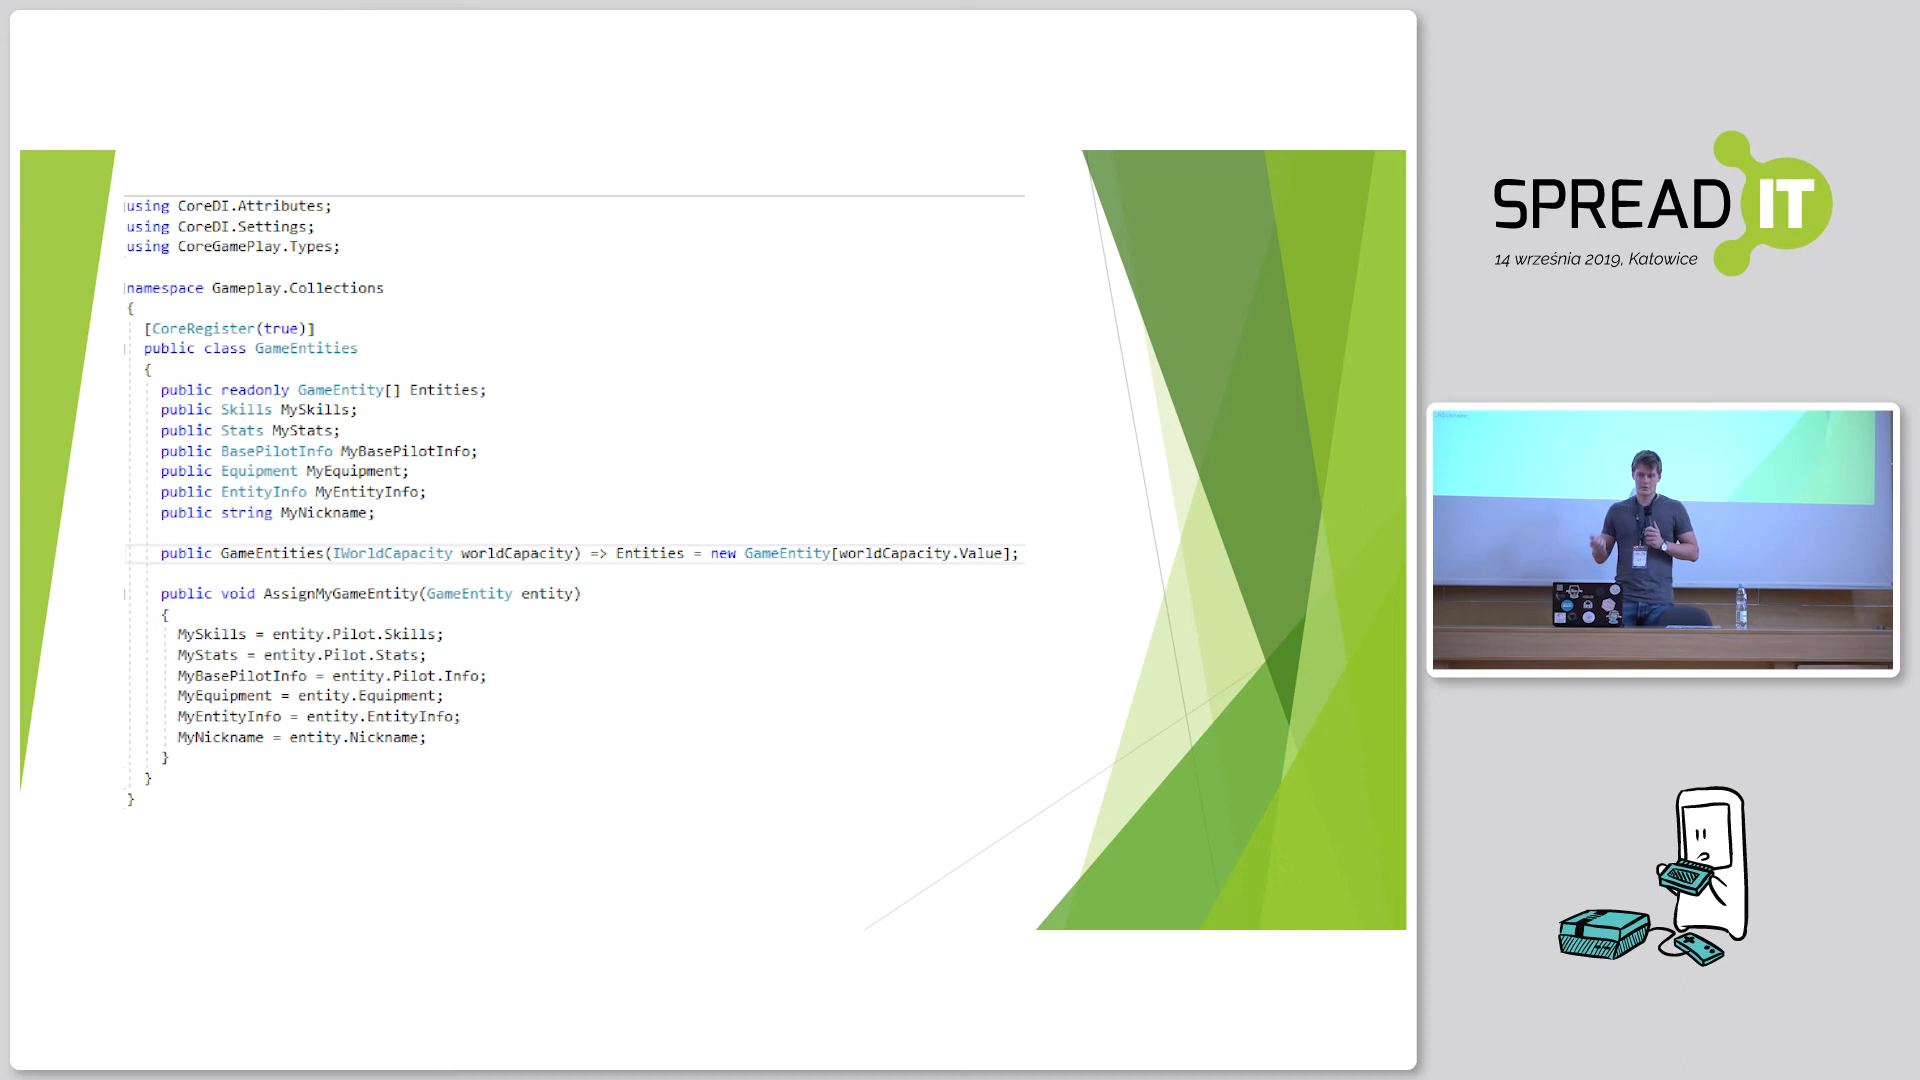 using CoreDI.Attributes;
using CoreDI.Settings;
using CoreGamePlay.Types;
namespace Gameplay.Collections
{
[CoreRegister(true)]
public class GameEntities
{
public readonly GameEntity[] Entities;
public Skills MySkills;
public Stats MyStats;
public BasePilotInfo MyBasePilotInfo;
public Equipment MyEquipment;
public EntityInfo MyEntityInfo;
public string MyNickname;
public GameEntities(IWorldCapacity worldCapacity) => Entities = new GameEntity[worldCapacity.Value];
public void AssignMyGameEntity(GameEntity entity)
{
MySkills = entity.Pilot.Skills;
MyStats = entity.Pilot.Stats;
MyBasePilotInfo = entity.Pilot.Info;
MyEquipment = entity.Equipment;
MyEntityInfo = entity.EntityInfo;
MyNickname = entity.Nickname;
}
}
}
SPREAD IT
14 września 2019, Katowice